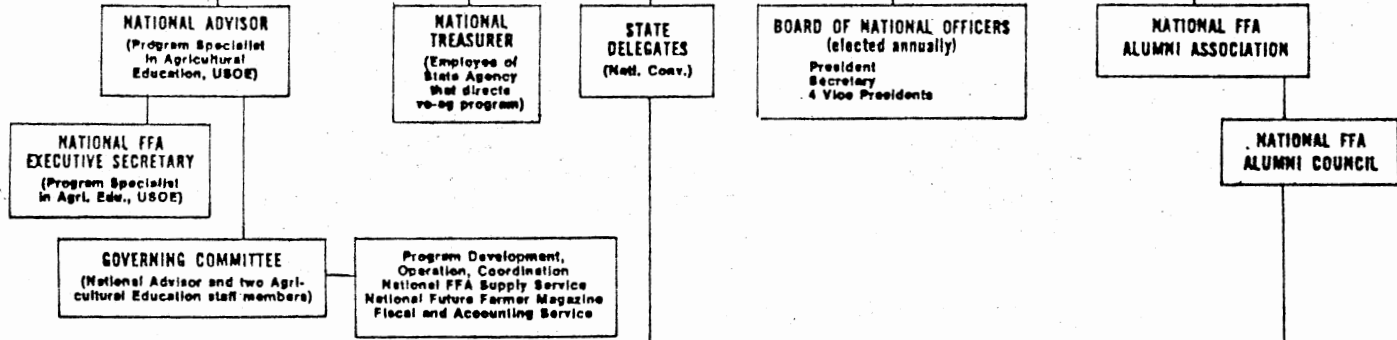 NATIONAL ADVISOR
(Program Specialist
in Agricultural
Education, USOE)
NATIONAL
TREASURER
(Employee of
State Agency
that directs
vo-ag program)
STATE
DELEGATES
(Natl. Conv.)
BOARD OF NATIONAL OFFICERS
(elected annually)
President
Secretary
4 Vice Presidents
NATIONAL FFA
ALUMNI ASSOCIATION
NATIONAL FFA
EXECUTIVE SECRETARY
(Program Specialist
in Agri. Edu., USOE)
NATIONAL FFA
ALUMNI COUNCIL
GOVERNING COMMITTEE
(National Advisor and two Agri-
cultural Education staff members)
Program Development,
Operation, Coordination
National FFA Supply Service
National Future Farmer Magazine
Fiscal and Accounting Service